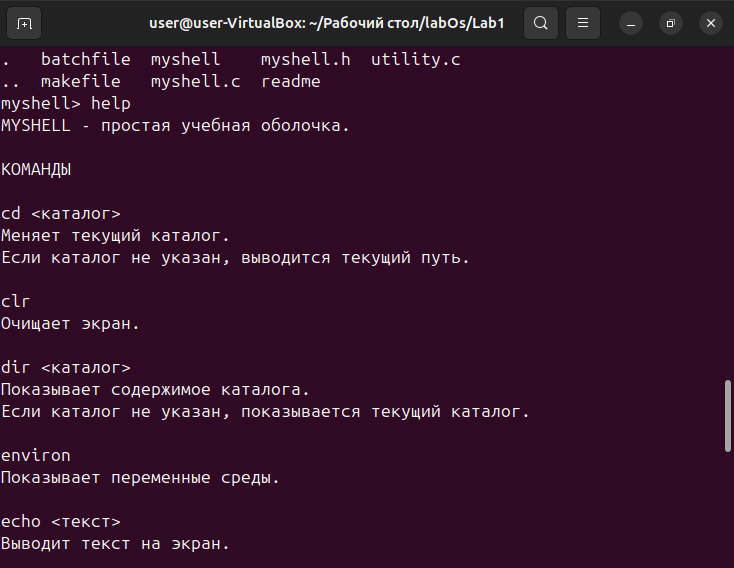 user@user-VirtualBox: ~/Рабочий стол/labOs/Lab1
.   batchfile  myshell    myshell.h  utility.c
..  makefile   myshell.c  readme
myshell> help
MYSHELL - простая учебная оболочка.
КОМАНДЫ
cd <каталог>
Меняет текущий каталог.
Если каталог не указан, выводится текущий путь.
clr
Очищает экран.
dir <каталог>
Показывает содержимое каталога.
Если каталог не указан, показывается текущий каталог.
environ
Показывает переменные среды.
echo <текст>
Выводит текст на экран.